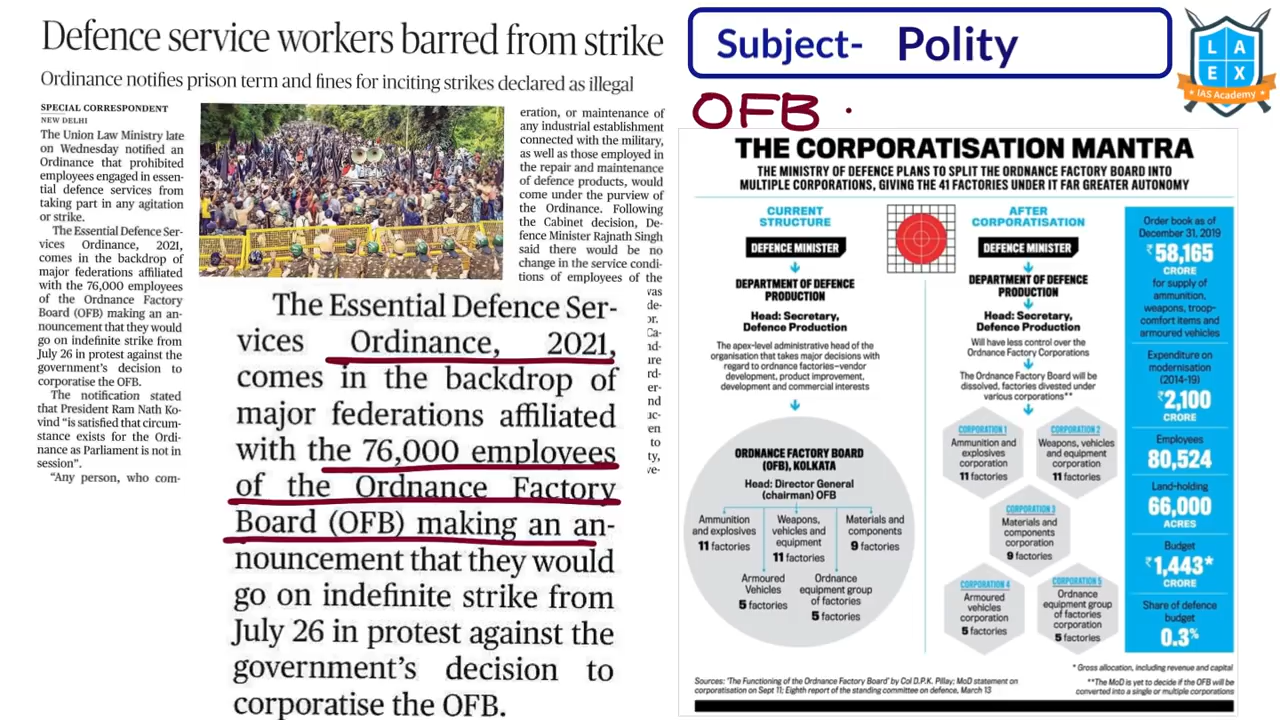 Defence service workers barred from strike
Ordinance notifies prison term and fines for inciting strikes declared as illegal
SPECIAL CORRESPONDENT
NEW DELHI
The Union Law Ministry late
on Wednesday notified an
Ordinance that prohibited
employees engaged in essen-
tial defence services from
taking part in any agitation
or strike.
The Essential Defence Ser-
vices Ordinance, 2021,
comes in the backdrop of
major federations affiliated
with the 76,000 employees
of the Ordnance Factory
Board (OFB) making an an-
nouncement that they would
go on indefinite strike from
July 26 in protest against the
government's decision to
corporatise the OFB.
The notification stated
that President Ram Nath Ko-
vind "is satisfied that circum-
stance exists for the Ordi-
nance as Parliament is not in
session".
"Any person, who com-
eration, or maintenance of
any industrial establishment
connected with the military,
as well as those employed in
the repair and maintenance
of defence products, would
come under the purview of
the Ordinance. Following
the Cabinet decision, De-
fence Minister Rajnath Singh
said there would be no
change in the service condi-
tions of employees of the
The Essential Defence Ser-
vices Ordinance, 2021,
comes in the backdrop of
major federations affiliated
with the 76,000 employees
of the Ordnance Factory
Board (OFB) making an an-
nouncement that they would
go on indefinite strike from
July 26 in protest against the
government's decision to
corporatise the OFB.
Subject- Polity
L A
E X
IAS Academy
OFB
THE CORPORATISATION MANTRA
THE MINISTRY OF DEFENCE PLANS TO SPLIT THE ORDNANCE FACTORY BOARD INTO
MULTIPLE CORPORATIONS, GIVING THE 41 FACTORIES UNDER IT FAR GREATER AUTONOMY
CURRENT
STRUCTURE
DEFENCE MINISTER
DEPARTMENT OF DEFENCE
PRODUCTION
Head: Secretary,
Defence Production
The apex-level administrative head of the
organisation that takes major decisions with
regard to ordnance factories–vendor
development, product improvement,
development and commercial interests
ORDNANCE FACTORY BOARD
(OFB), KOLKATA
Head: Director General
(chairman) OFB
Ammunition
and explosives
11 factories
Weapons,
vehicles and
equipment
11 factories
Materials and
components
9 factories
Armoured
Vehicles
5 factories
Ordnance
equipment group
of factories
5 factories
AFTER
CORPORATISATION
DEFENCE MINISTER
DEPARTMENT OF DEFENCE
PRODUCTION
Head: Secretary,
Defence Production
Will have less control over the
Ordnance Factory Corporations
The Ordnance Factory Board will be
dissolved, factories divested under
various corporations**
CORPORATION 1
Ammunition and
explosives
corporation
11 factories
CORPORATION 2
Weapons, vehicles
and equipment
corporation
11 factories
CORPORATION 3
Materials and
components
corporation
9 factories
CORPORATION 4
Armoured
vehicles
corporation
5 factories
CORPORATION 5
Ordnance
equipment group
of factories
corporation
5 factories
Order book as of
December 31, 2019
₹58,165
CRORE
for supply of
ammunition,
weapons, troop-
comfort items and
armoured vehicles
Expenditure on
modernisation
(2014-19)
₹2,100
CRORE
Employees
80,524
Land-holding
66,000
ACRES
Budget
₹1,443*
CRORE
Share of defence
budget
0.3%
* Gross allocation, including revenue and capital
**The MoD is yet to decide if the OFB will be
converted into a single or multiple corporations
Sources: 'The Functioning of the Ordnance Factory Board' by Col D.P.K. Pillay; MoD statement on
corporatisation on Sept 11; Eighth report of the standing committee on defence, March 13